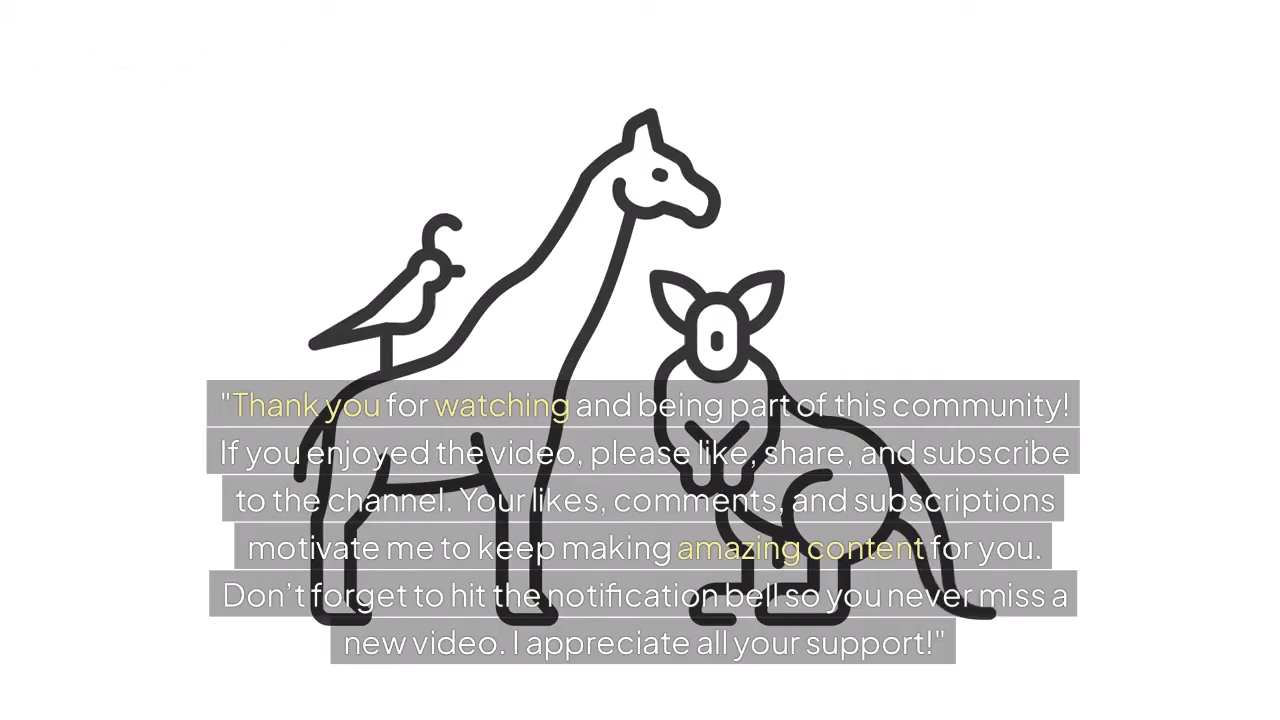 "Thank you for watching and being part of this community!
If you enjoyed the video, please like, share, and subscribe
to the channel. Your likes, comments, and subscriptions
motivate me to keep making amazing content for you.
Don’t forget to hit the notification bell so you never miss a
new video. I appreciate all your support!"